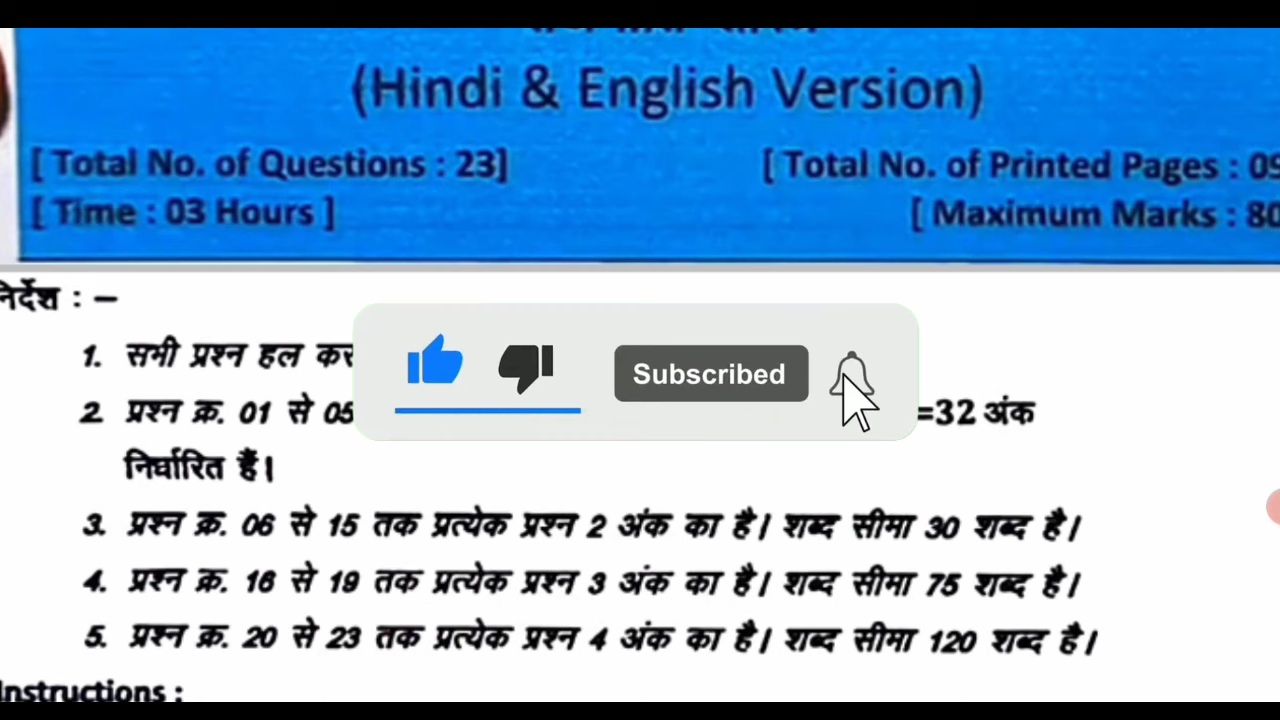 (Hindi & English Version)
[ Total No. of Questions : 23]
[ Total No. of Printed Pages : 09
[ Time : 03 Hours ]
[ Maximum Marks : 80
निर्देश : –
1. सभी प्रश्न हल
2 प्रश्न क्र. 01 से 05 =32 अंक
Subscribed
निर्धारित हैं।
3. प्रश्न क्र. 06 से 15 तक प्रत्येक प्रश्न 2 अंक का है। शब्द सीमा 30 शब्द है।
4. प्रश्न क्र. 16 से 19 तक प्रत्येक प्रश्न 3 अंक का है। शब्द सीमा 75 शब्द है।
5. प्रश्न क्र. 20 से 23 तक प्रत्येक प्रश्न 4 अंक का है। शब्द सीमा 120 शब्द है।
Instructions :